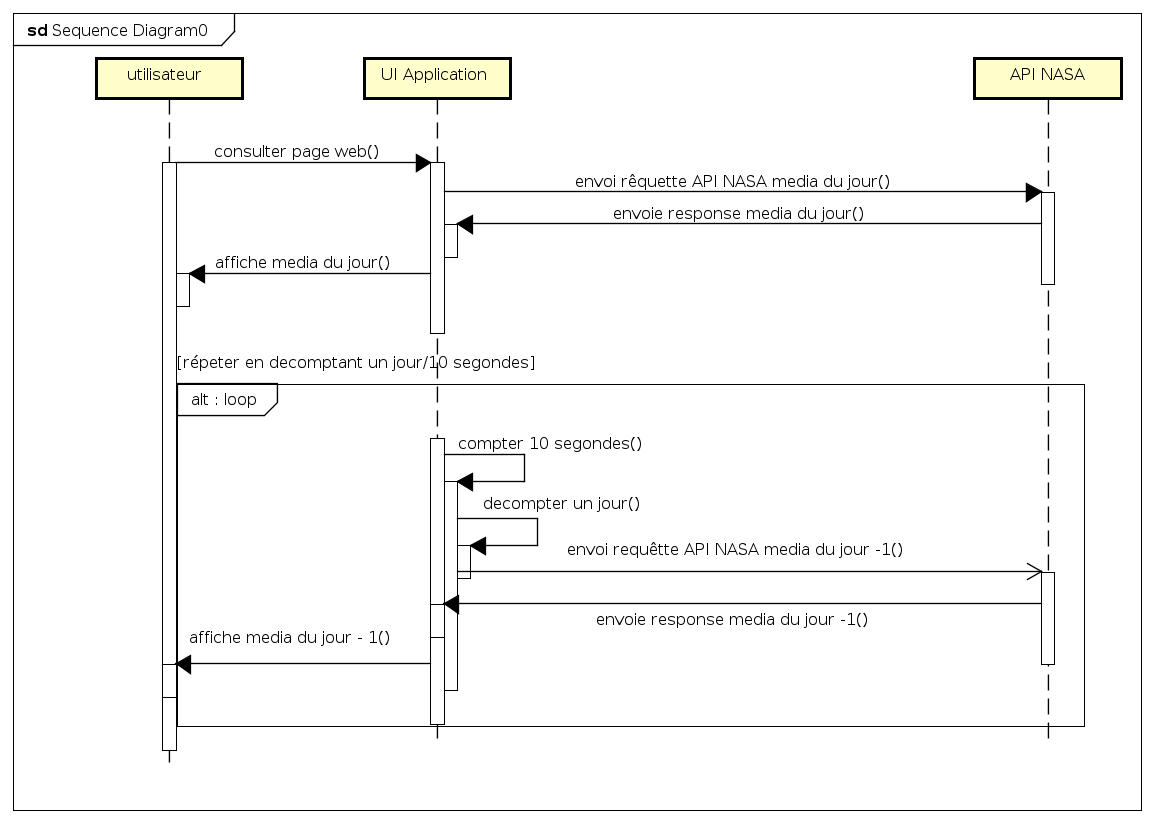 sd Sequence Diagram0
utilisateur
UI Application
API NASA
consulter page web()
envoi rêquette API NASA media du jour()
envoie response media du jour()
affiche media du jour()
[répeter en decomptant un jour/10 segondes]
alt : loop
compter 10 segondes()
decompter un jour()
envoi requêtte API NASA media du jour -1()
envoie response media du jour -1()
affiche media du jour - 1()